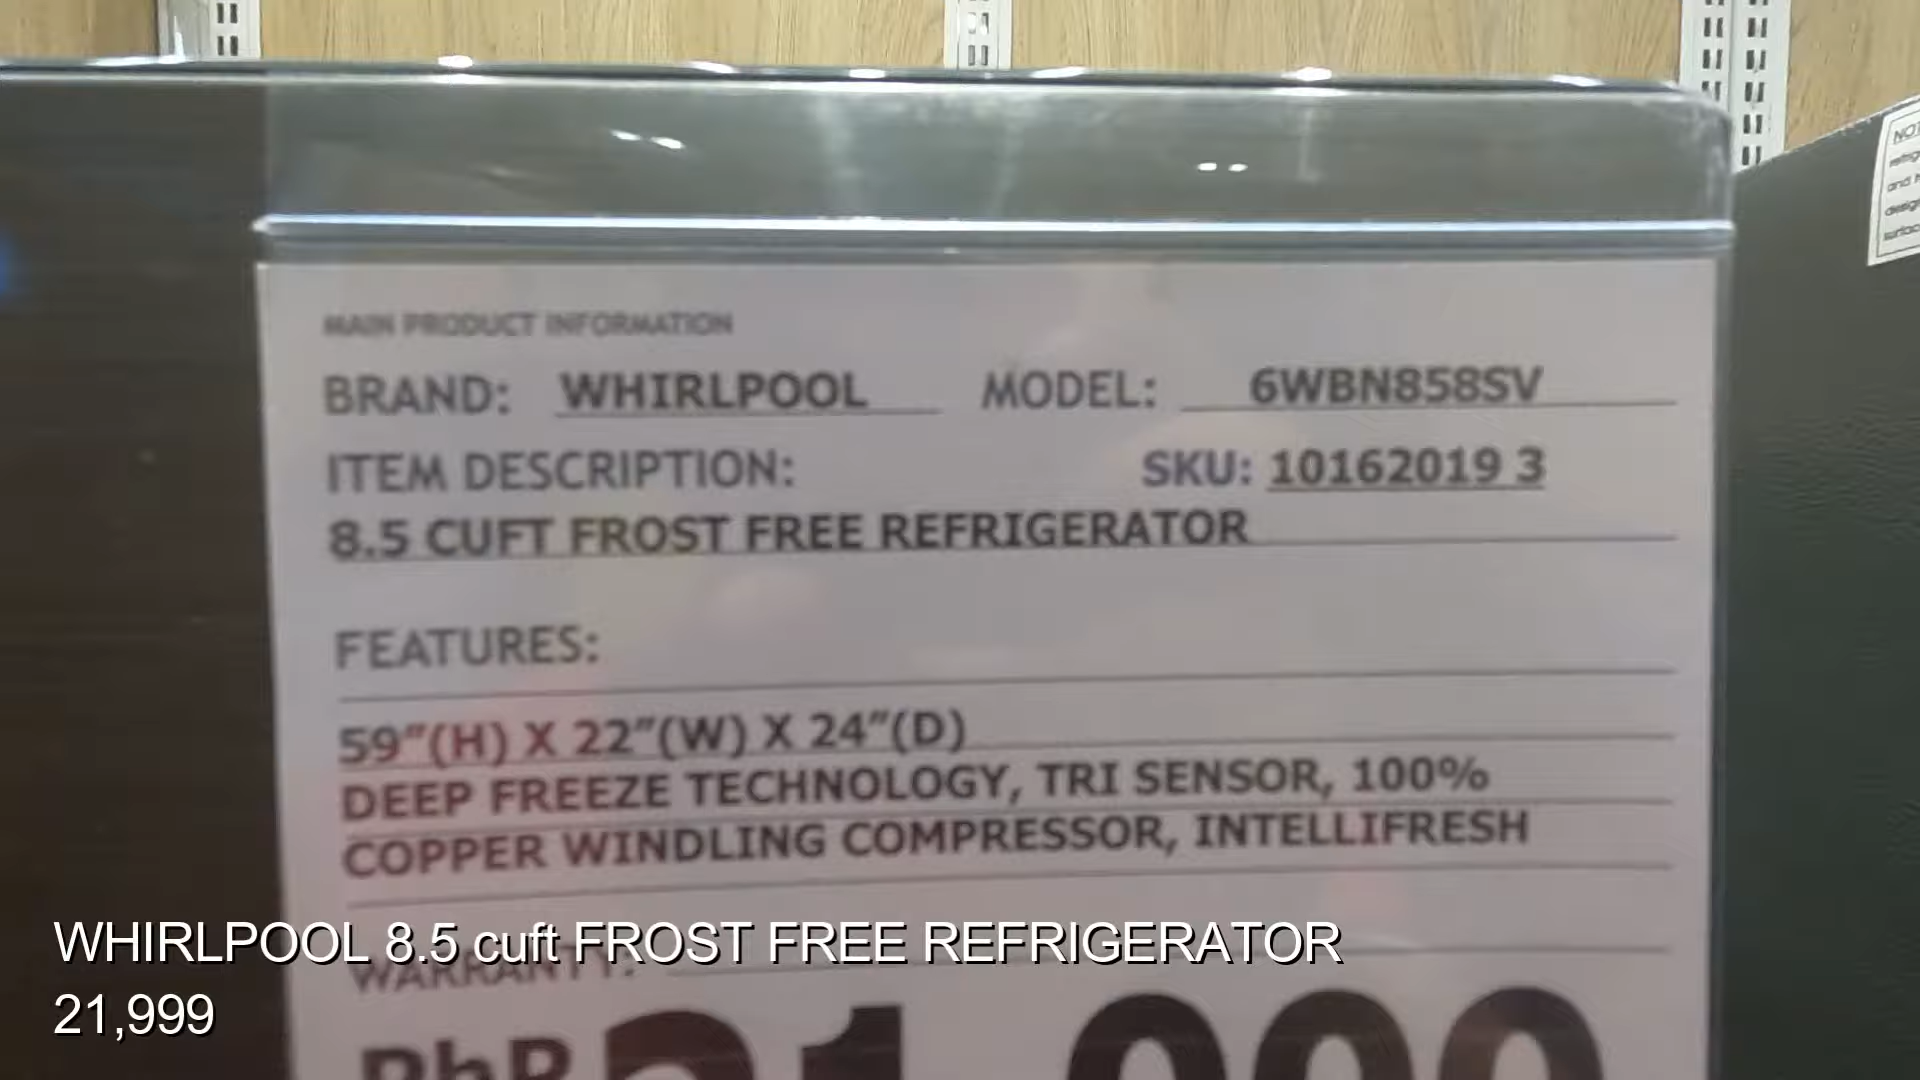 MAIN PRODUCT INFORMATION
BRAND: WHIRLPOOL MODEL: 6WBN858SV
ITEM DESCRIPTION: SKU: 10162019 3
8.5 CUFT FROST FREE REFRIGERATOR
FEATURES:
59"(H) X 22"(W) X 24"(D)
DEEP FREEZE TECHNOLOGY, TRI SENSOR, 100%
COPPER WINDLING COMPRESSOR, INTELLIFRESH
WHIRLPOOL 8.5 cuft FROST FREE REFRIGERATOR
WARRANTY:
21,999
PhP 21,999